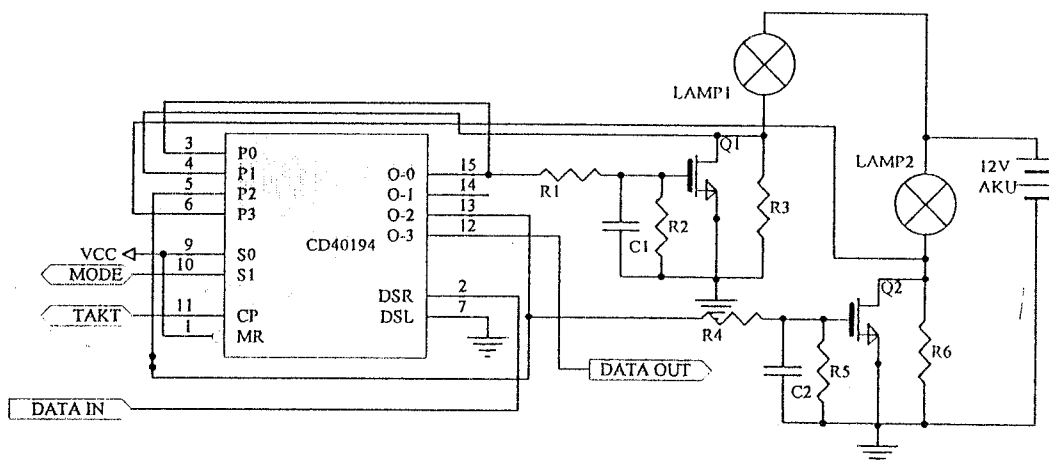 LAMP1
3 P0
4 P1
5 P2
6 P3
9 S0
10 S1
11 CP
1 MR
VCC
MODE
TAKT
CD40194
O-0 15
O-1 14
O-2 13
O-3 12
DSR 2
DSL 7
R1
C1
R2
Q1
R3
LAMP2
12V
AKU
Q2
R4
C2
R5
R6
DATA OUT
DATA IN